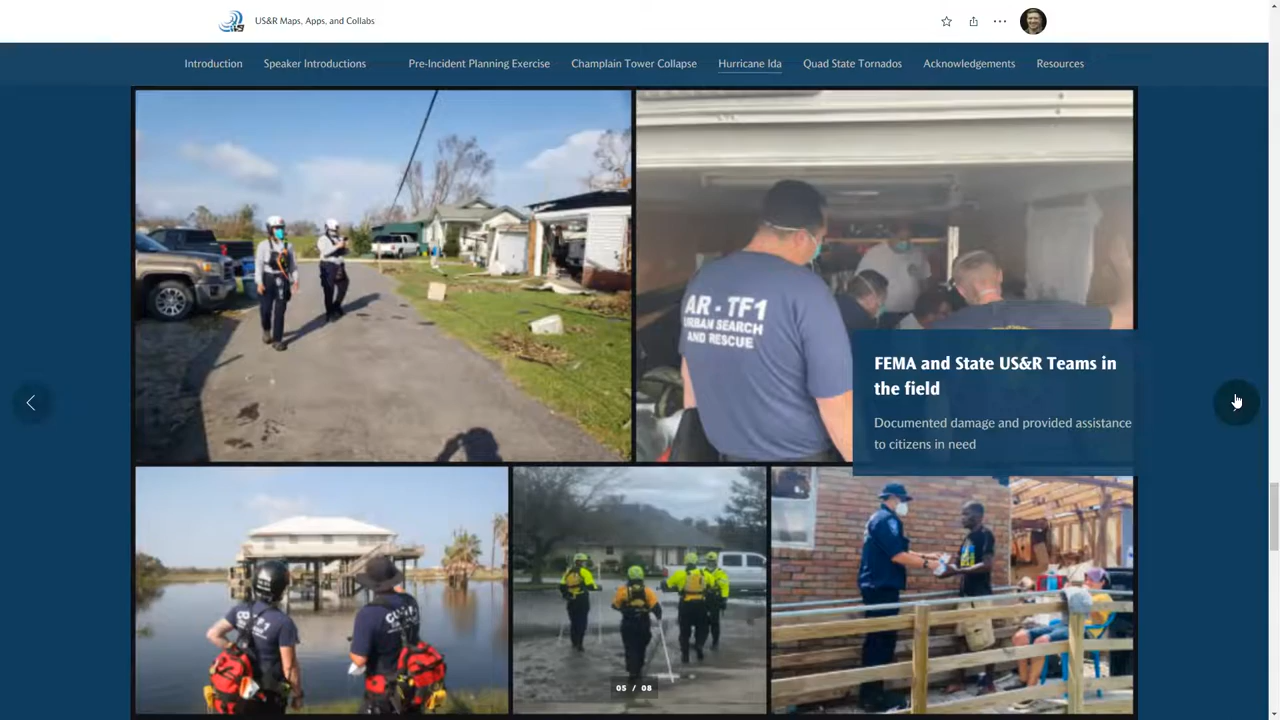 US&R Maps, Apps, and Collabs
Introduction Speaker Introductions Pre-Incident Planning Exercise Champlain Tower Collapse Hurricane Ida Quad State Tornados Acknowledgements Resources
AR - TF1
URBAN SEARCH
AND RESCUE
FEMA and State US&R Teams in
the field
Documented damage and provided assistance
to citizens in need
05 / 08